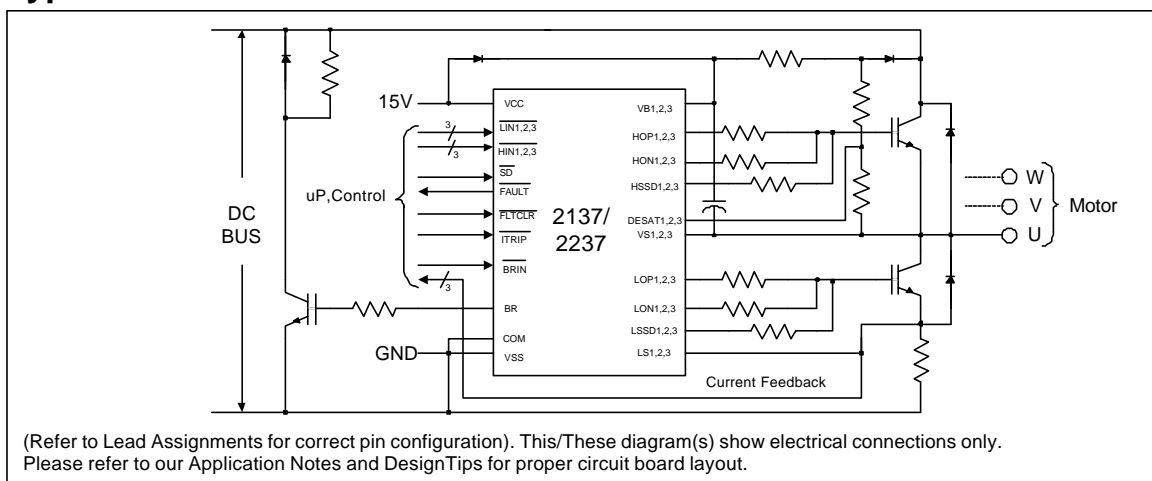 15V
uP,Control
DC
BUS
GND
VCC
LIN1,2,3
HIN1,2,3
SD
FAULT
FLTCLR
ITRIP
BRIN
BR
COM
VSS
3
3
3
2137/
2237
VB1,2,3
HOP1,2,3
HON1,2,3
HSSD1,2,3
DESAT1,2,3
VS1,2,3
LOP1,2,3
LON1,2,3
LSSD1,2,3
LS1,2,3
W
V
U
Motor
Current Feedback
(Refer to Lead Assignments for correct pin configuration). This/These diagram(s) show electrical connections only.
Please refer to our Application Notes and DesignTips for proper circuit board layout.